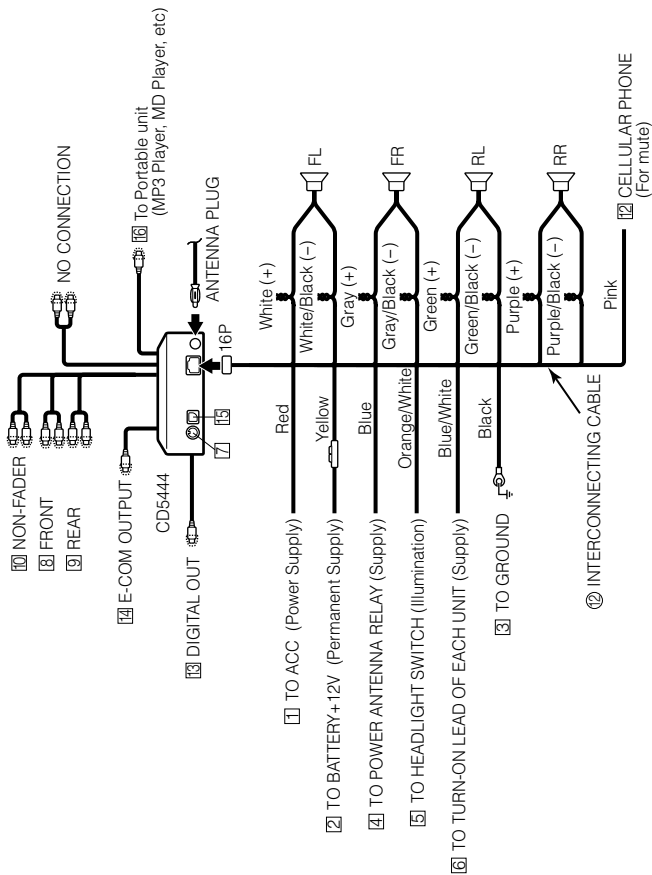 10 NON-FADER
8 FRONT
9 REAR
14 E-COM OUTPUT
CD5444
13 DIGITAL OUT
NO CONNECTION
16 To Portable unit
(MP3 Player, MD Player, etc)
ANTENNA PLUG
16P
7
15
1 TO ACC (Power Supply)
Red
White (+)
White/Black (−)
FL
2 TO BATTERY+12V (Permanent Supply)
Yellow
Gray (+)
Gray/Black (−)
FR
4 TO POWER ANTENNA RELAY (Supply)
Blue
Green (+)
Green/Black (−)
RL
5 TO HEADLIGHT SWITCH (Illumination)
Orange/White
Purple (+)
Purple/Black (−)
RR
6 TO TURN-ON LEAD OF EACH UNIT (Supply)
Blue/White
3 TO GROUND
Black
Pink
12 CELLULAR PHONE
(For mute)
⑫ INTERCONNECTING CABLE